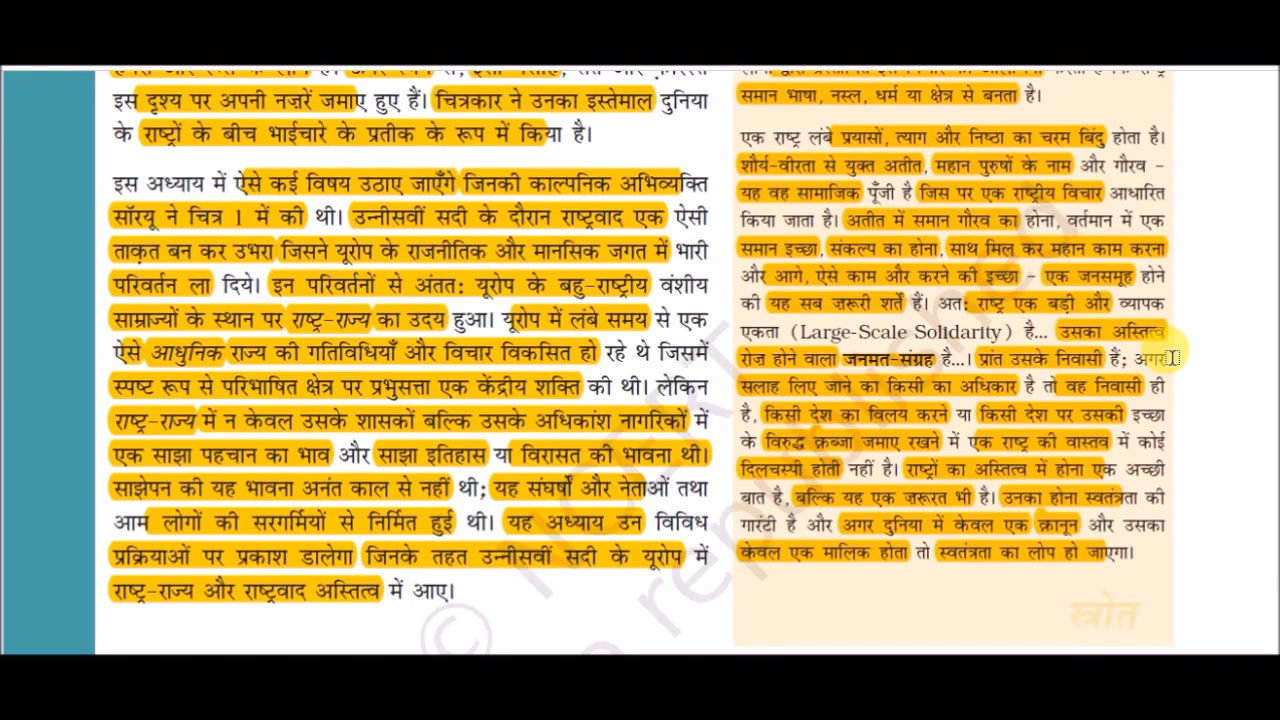 इस दृश्य पर अपनी नज़रें जमाए हुए हैं। चित्रकार ने उनका इस्तेमाल दुनिया
के राष्ट्रों के बीच भाईचारे के प्रतीक के रूप में किया है।
इस अध्याय में ऐसे कई विषय उठाए जाएँगे जिनकी काल्पनिक अभिव्यक्ति
सॉरयू ने चित्र 1 में की थी। उन्नीसवीं सदी के दौरान राष्ट्रवाद एक ऐसी
ताकृत बन कर उभरा जिसने यूरोप के राजनीतिक और मानसिक जगत में भारी
परिवर्तन ला दिये। इन परिवर्तनों से अंततः यूरोप के बहु-राष्ट्रीय वंशीय
साम्राज्यों के स्थान पर राष्ट्र-राज्य का उदय हुआ। यूरोप में लंबे समय से एक
ऐसे आधुनिक राज्य की गतिविधियाँ और विचार विकसित हो रहे थे जिसमें
स्पष्ट रूप से परिभाषित क्षेत्र पर प्रभुसत्ता एक केंद्रीय शक्ति की थी। लेकिन
राष्ट्र-राज्य में न केवल उसके शासकों बल्कि उसके अधिकांश नागरिकों में
एक साझा पहचान का भाव और साझा इतिहास या विरासत की भावना थी।
साझेपन की यह भावना अनंत काल से नहीं थी; यह संघर्षों और नेताओं तथा
आम लोगों की सरगर्मियों से निर्मित हुई थी। यह अध्याय उन विविध
प्रक्रियाओं पर प्रकाश डालेगा जिनके तहत उन्नीसवीं सदी के यूरोप में
राष्ट्र-राज्य और राष्ट्रवाद अस्तित्व में आए।
समान भाषा, नस्ल, धर्म या क्षेत्र से बनता है।
एक राष्ट्र लंबे प्रयासों, त्याग और निष्ठा का चरम बिंदु होता है।
शौर्य-वीरता से युक्त अतीत, महान पुरुषों के नाम और गौरव –
यह वह सामाजिक पूँजी है जिस पर एक राष्ट्रीय विचार आधारित
किया जाता है। अतीत में समान गौरव का होना, वर्तमान में एक
समान इच्छा, संकल्प का होना, साथ मिल कर महान काम करना
और आगे, ऐसे काम और करने की इच्छा – एक जनसमूह होने
की यह सब ज़रूरी शर्तें हैं। अतः राष्ट्र एक बड़ी और व्यापक
एकता (Large-Scale Solidarity) है... उसका अस्तित्व
रोज़ होने वाला जनमत-संग्रह है...। प्रांत उसके निवासी हैं; अगर
सलाह लिए जाने का किसी का अधिकार है तो वह निवासी ही
है, किसी देश का विलय करने या किसी देश पर उसकी इच्छा
के विरुद्ध क़ब्जा जमाए रखने में एक राष्ट्र की वास्तव में कोई
दिलचस्पी होती नहीं है। राष्ट्रों का अस्तित्व में होना एक अच्छी
बात है, बल्कि यह एक ज़रूरत भी है। उनका होना स्वतंत्रता की
गारंटी है और अगर दुनिया में केवल एक क़ानून और उसका
केवल एक मालिक होता तो स्वतंत्रता का लोप हो जाएगा।
स्त्रोत